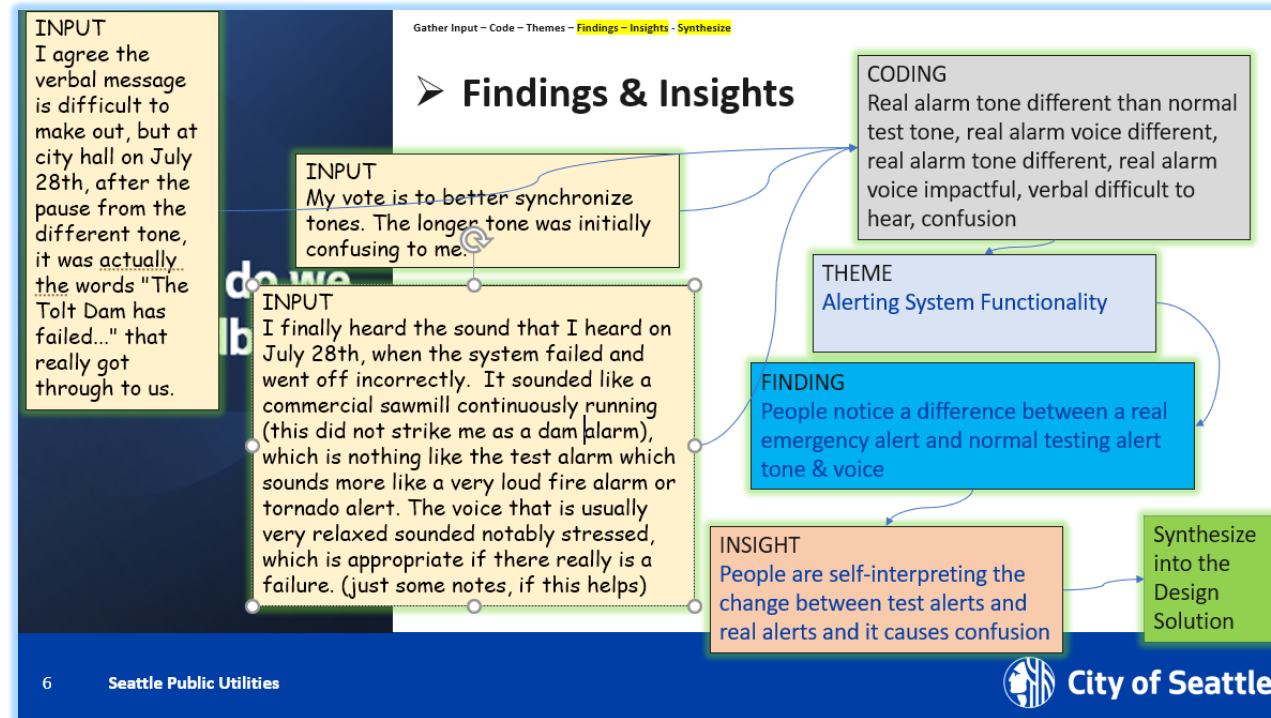 Gather Input – Code – Themes – Findings – Insights - Synthesize
➢ Findings & Insights
INPUT
I agree the
verbal message
is difficult to
make out, but at
city hall on July
28th, after the
pause from the
different tone,
it was actually
the words "The
Tolt Dam has
failed..." that
really got
through to us.
INPUT
My vote is to better synchronize
tones. The longer tone was initially
confusing to me.
do we
INPUT
I finally heard the sound that I heard on
July 28th, when the system failed and
went off incorrectly. It sounded like a
commercial sawmill continuously running
(this did not strike me as a dam alarm),
which is nothing like the test alarm which
sounds more like a very loud fire alarm or
tornado alert. The voice that is usually
very relaxed sounded notably stressed,
which is appropriate if there really is a
failure. (just some notes, if this helps)
CODING
Real alarm tone different than normal
test tone, real alarm voice different,
real alarm tone different, real alarm
voice impactful, verbal difficult to
hear, confusion
THEME
Alerting System Functionality
FINDING
People notice a difference between a real
emergency alert and normal testing alert
tone & voice
INSIGHT
People are self-interpreting the
change between test alerts and
real alerts and it causes confusion
Synthesize
into the
Design
Solution
6 Seattle Public Utilities
City of Seattle